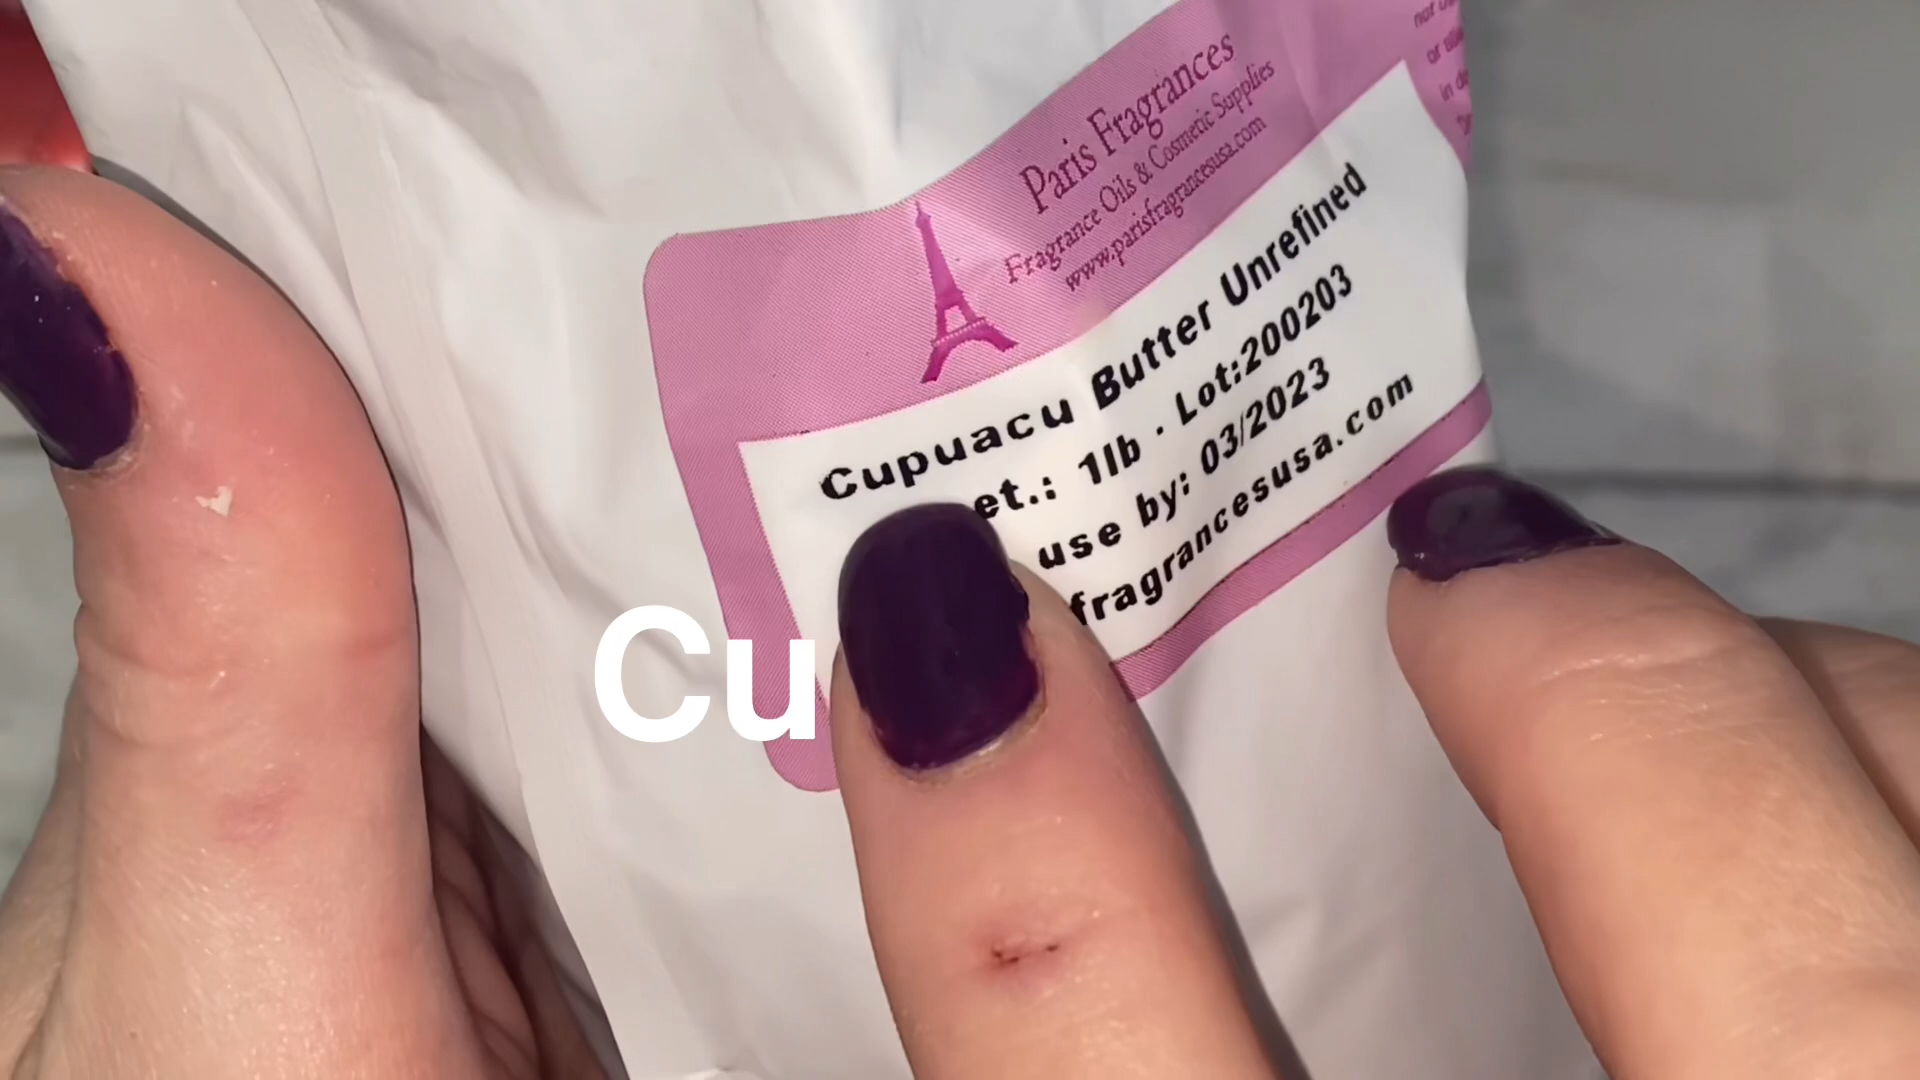 Paris Fragrances
Fragrance Oils & Cosmetic Supplies
www.parisfragrancesusa.com
Cupuacu Butter Unrefined
et.: 1lb · Lot:200203
use by: 03/2023
fragrancesusa.com
Cu